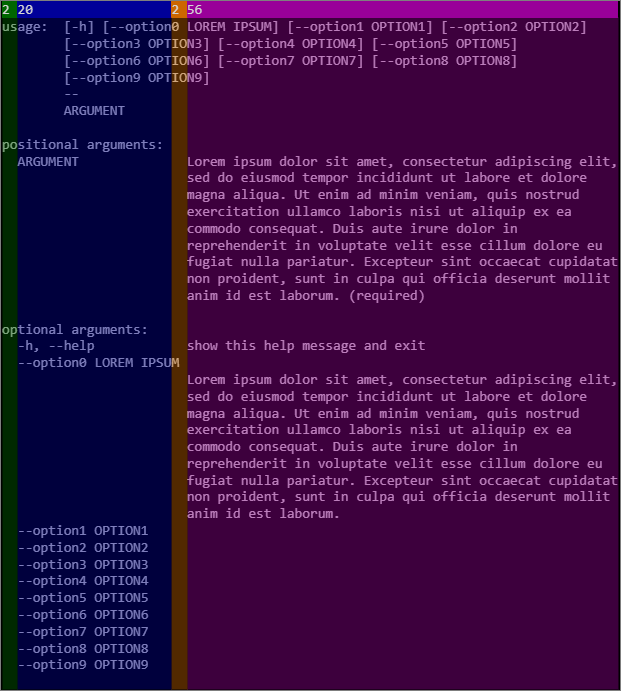 2 20 2 56
usage: [-h] [--option0 LOREM IPSUM] [--option1 OPTION1] [--option2 OPTION2]
[--option3 OPTION3] [--option4 OPTION4] [--option5 OPTION5]
[--option6 OPTION6] [--option7 OPTION7] [--option8 OPTION8]
[--option9 OPTION9]
--
ARGUMENT
positional arguments:
ARGUMENT Lorem ipsum dolor sit amet, consectetur adipiscing elit,
sed do eiusmod tempor incididunt ut labore et dolore
magna aliqua. Ut enim ad minim veniam, quis nostrud
exercitation ullamco laboris nisi ut aliquip ex ea
commodo consequat. Duis aute irure dolor in
reprehenderit in voluptate velit esse cillum dolore eu
fugiat nulla pariatur. Excepteur sint occaecat cupidatat
non proident, sunt in culpa qui officia deserunt mollit
anim id est laborum. (required)
optional arguments:
-h, --help show this help message and exit
--option0 LOREM IPSUM
Lorem ipsum dolor sit amet, consectetur adipiscing elit,
sed do eiusmod tempor incididunt ut labore et dolore
magna aliqua. Ut enim ad minim veniam, quis nostrud
exercitation ullamco laboris nisi ut aliquip ex ea
commodo consequat. Duis aute irure dolor in
reprehenderit in voluptate velit esse cillum dolore eu
fugiat nulla pariatur. Excepteur sint occaecat cupidatat
non proident, sunt in culpa qui officia deserunt mollit
anim id est laborum.
--option1 OPTION1
--option2 OPTION2
--option3 OPTION3
--option4 OPTION4
--option5 OPTION5
--option6 OPTION6
--option7 OPTION7
--option8 OPTION8
--option9 OPTION9